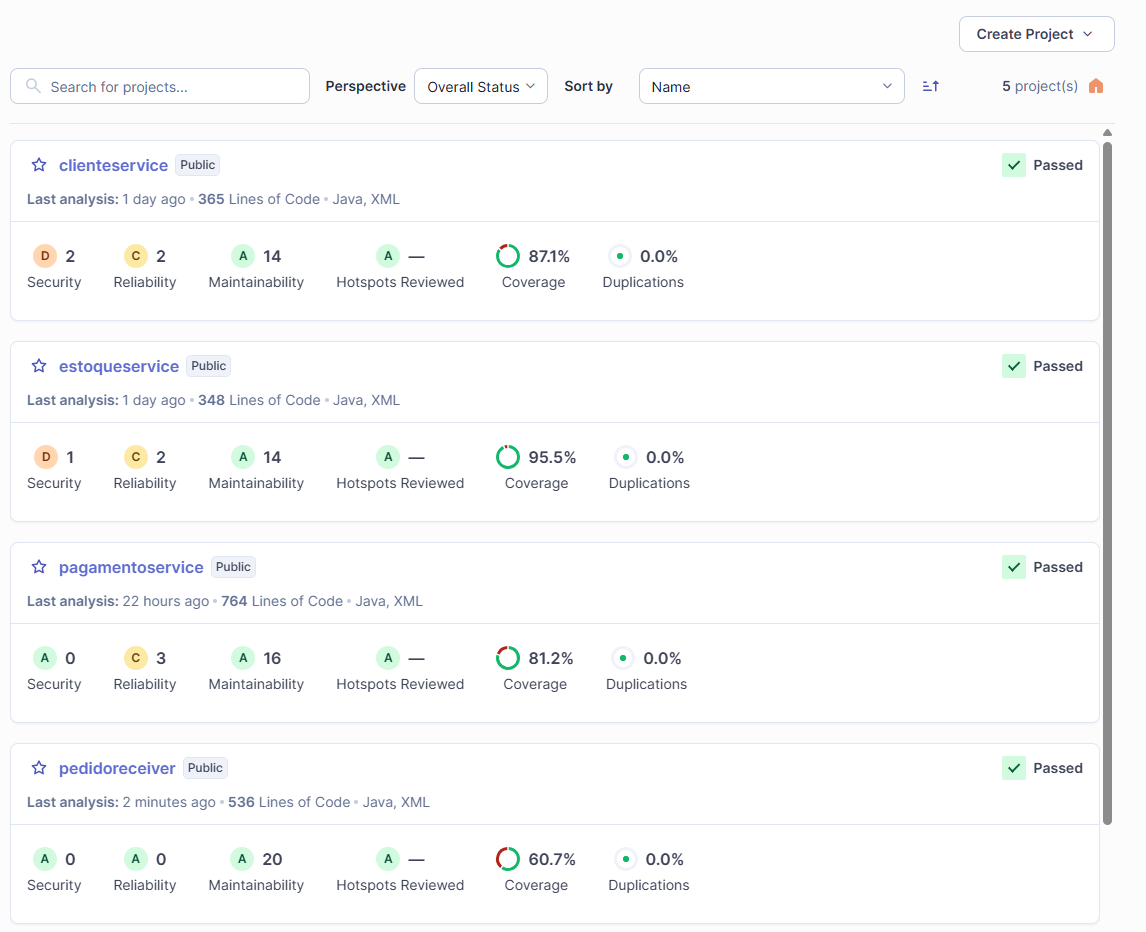 Create Project
Search for projects... Perspective Overall Status Sort by Name 5 project(s)
clienteservice Public Passed
Last analysis: 1 day ago • 365 Lines of Code • Java, XML
D 2 C 2 A 14 A — 87.1% 0.0%
Security Reliability Maintainability Hotspots Reviewed Coverage Duplications
estoqueservice Public Passed
Last analysis: 1 day ago • 348 Lines of Code • Java, XML
D 1 C 2 A 14 A — 95.5% 0.0%
Security Reliability Maintainability Hotspots Reviewed Coverage Duplications
pagamentoservice Public Passed
Last analysis: 22 hours ago • 764 Lines of Code • Java, XML
A 0 C 3 A 16 A — 81.2% 0.0%
Security Reliability Maintainability Hotspots Reviewed Coverage Duplications
pedidoreceiver Public Passed
Last analysis: 2 minutes ago • 536 Lines of Code • Java, XML
A 0 A 0 A 20 A — 60.7% 0.0%
Security Reliability Maintainability Hotspots Reviewed Coverage Duplications